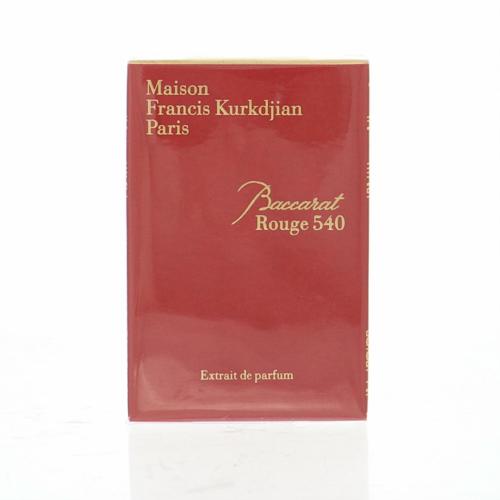 Maison
Francis Kurkdjian
Paris
Baccarat
Rouge 540
Extrait de parfum